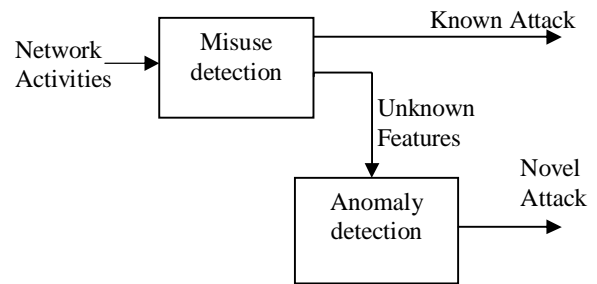 Network
Activities
Misuse
detection
Known Attack
Unknown
Features
Anomaly
detection
Novel
Attack